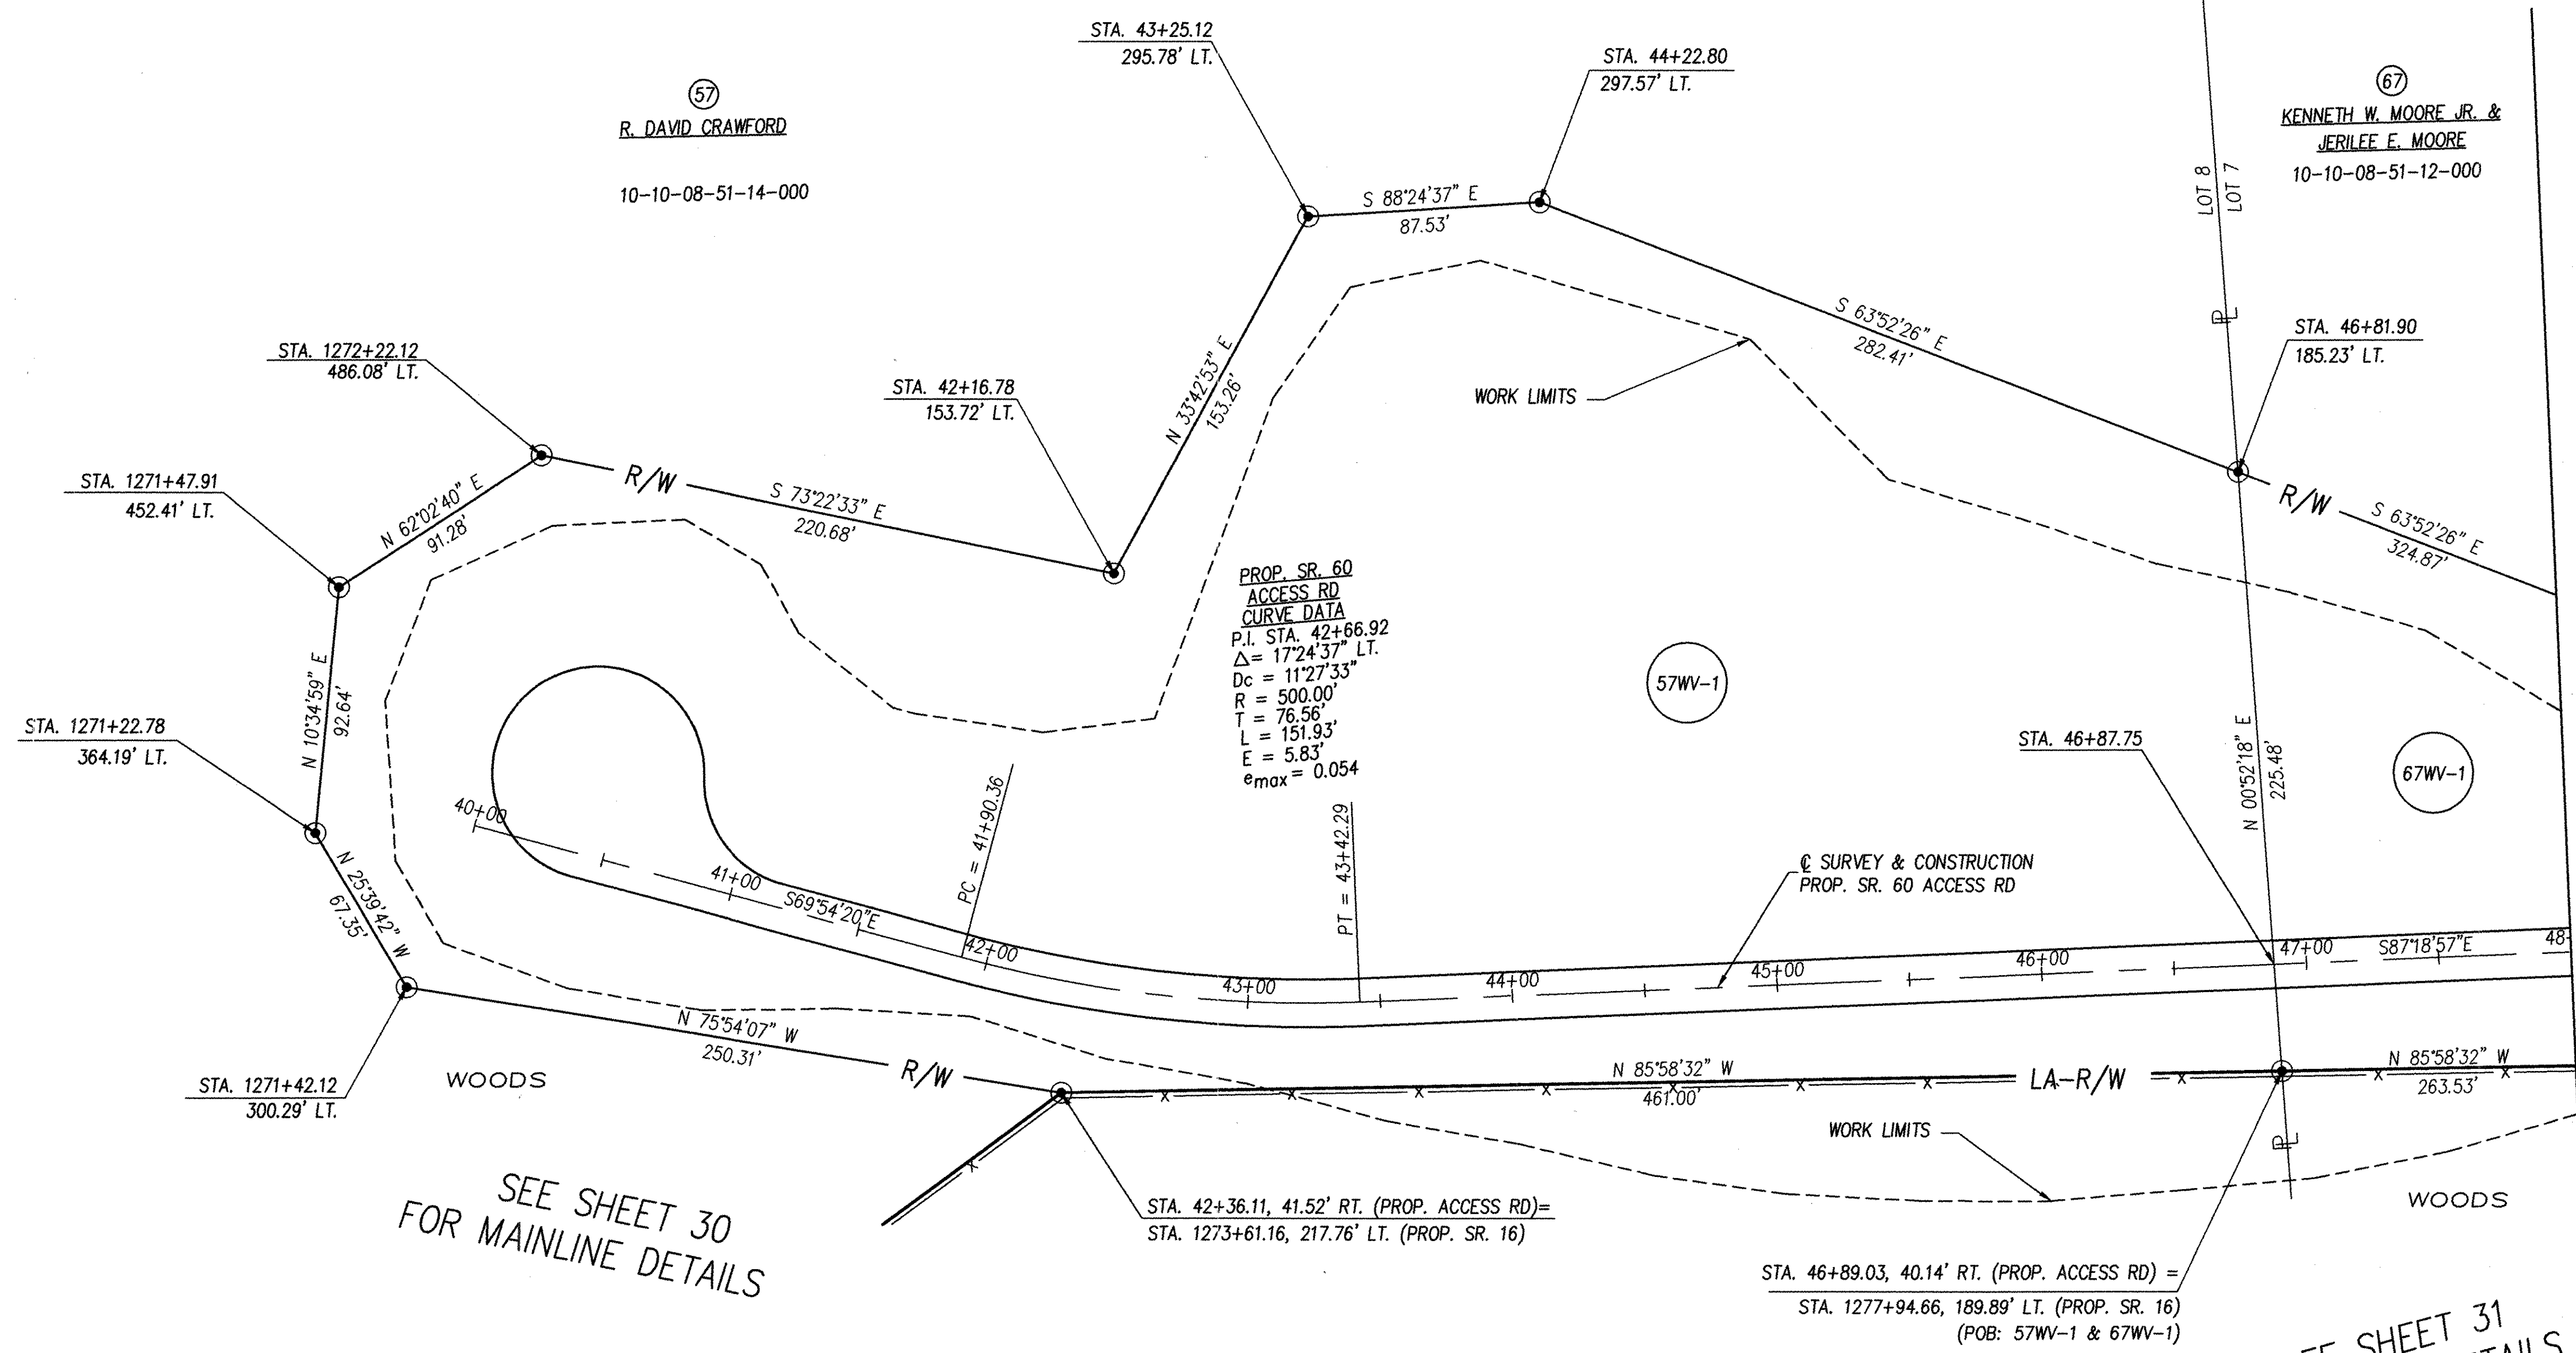 STA. 43+25.12
295.78' LT.
STA. 44+22.80
297.57' LT.
57
R. DAVID CRAWFORD
10-10-08-51-14-000
67
KENNETH W. MOORE JR. &
JERILEE E. MOORE
10-10-08-51-12-000
LOT 8
LOT 7
S 88°24'37" E
87.53'
S 63°52'26" E
282.41'
PL
STA. 46+81.90
185.23' LT.
STA. 1272+22.12
486.08' LT.
STA. 42+16.78
153.72' LT.
N 33°42'53" E
153.26'
WORK LIMITS
STA. 1271+47.91
452.41' LT.
N 62°02'40" E
91.28'
R/W
S 73°22'33" E
220.68'
R/W
S 63°52'26" E
324.87'
PROP. SR. 60
ACCESS RD
CURVE DATA
P.I. STA. 42+66.92
Δ= 17°24'37" LT.
Dc = 11°27'33"
R = 500.00'
T = 76.56'
L = 151.93'
E = 5.83'
emax = 0.054
57WV-1
67WV-1
N 10°34'59" E
92.64'
STA. 1271+22.78
364.19' LT.
STA. 46+87.75
N 00°52'18" E
225.48'
40+00
41+00
S69°54'20"E
PC = 41+90.36
42+00
PT = 43+42.29
43+00
44+00
45+00
46+00
47+00
S87°18'57"E
48
℄ SURVEY & CONSTRUCTION
PROP. SR. 60 ACCESS RD
N 25°39'42" W
67.35'
N 75°54'07" W
250.31'
R/W
STA. 1271+42.12
300.29' LT.
WOODS
N 85°58'32" W
461.00'
LA-R/W
N 85°58'32" W
263.53'
WORK LIMITS
PL
WOODS
SEE SHEET 30
FOR MAINLINE DETAILS
STA. 42+36.11, 41.52' RT. (PROP. ACCESS RD)=
STA. 1273+61.16, 217.76' LT. (PROP. SR. 16)
STA. 46+89.03, 40.14' RT. (PROP. ACCESS RD) =
STA. 1277+94.66, 189.89' LT. (PROP. SR. 16)
(POB: 57WV-1 & 67WV-1)
SHEET 31